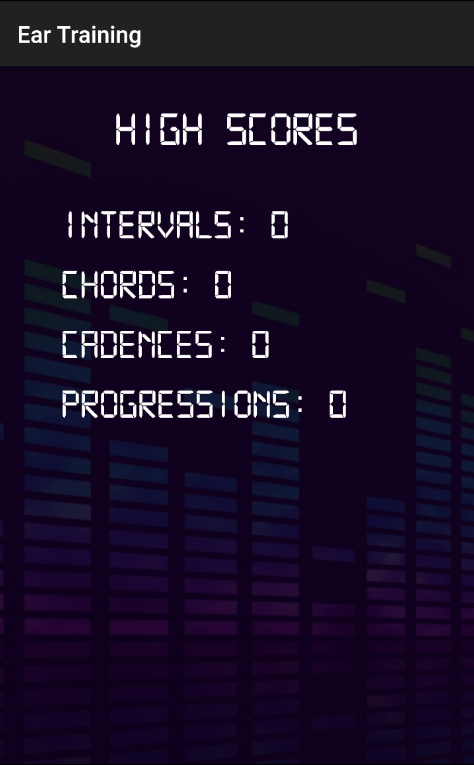 Ear Training
HIGH SCORES
INTERVALS: 0
CHORDS: 0
CADENCES: 0
PROGRESSIONS: 0